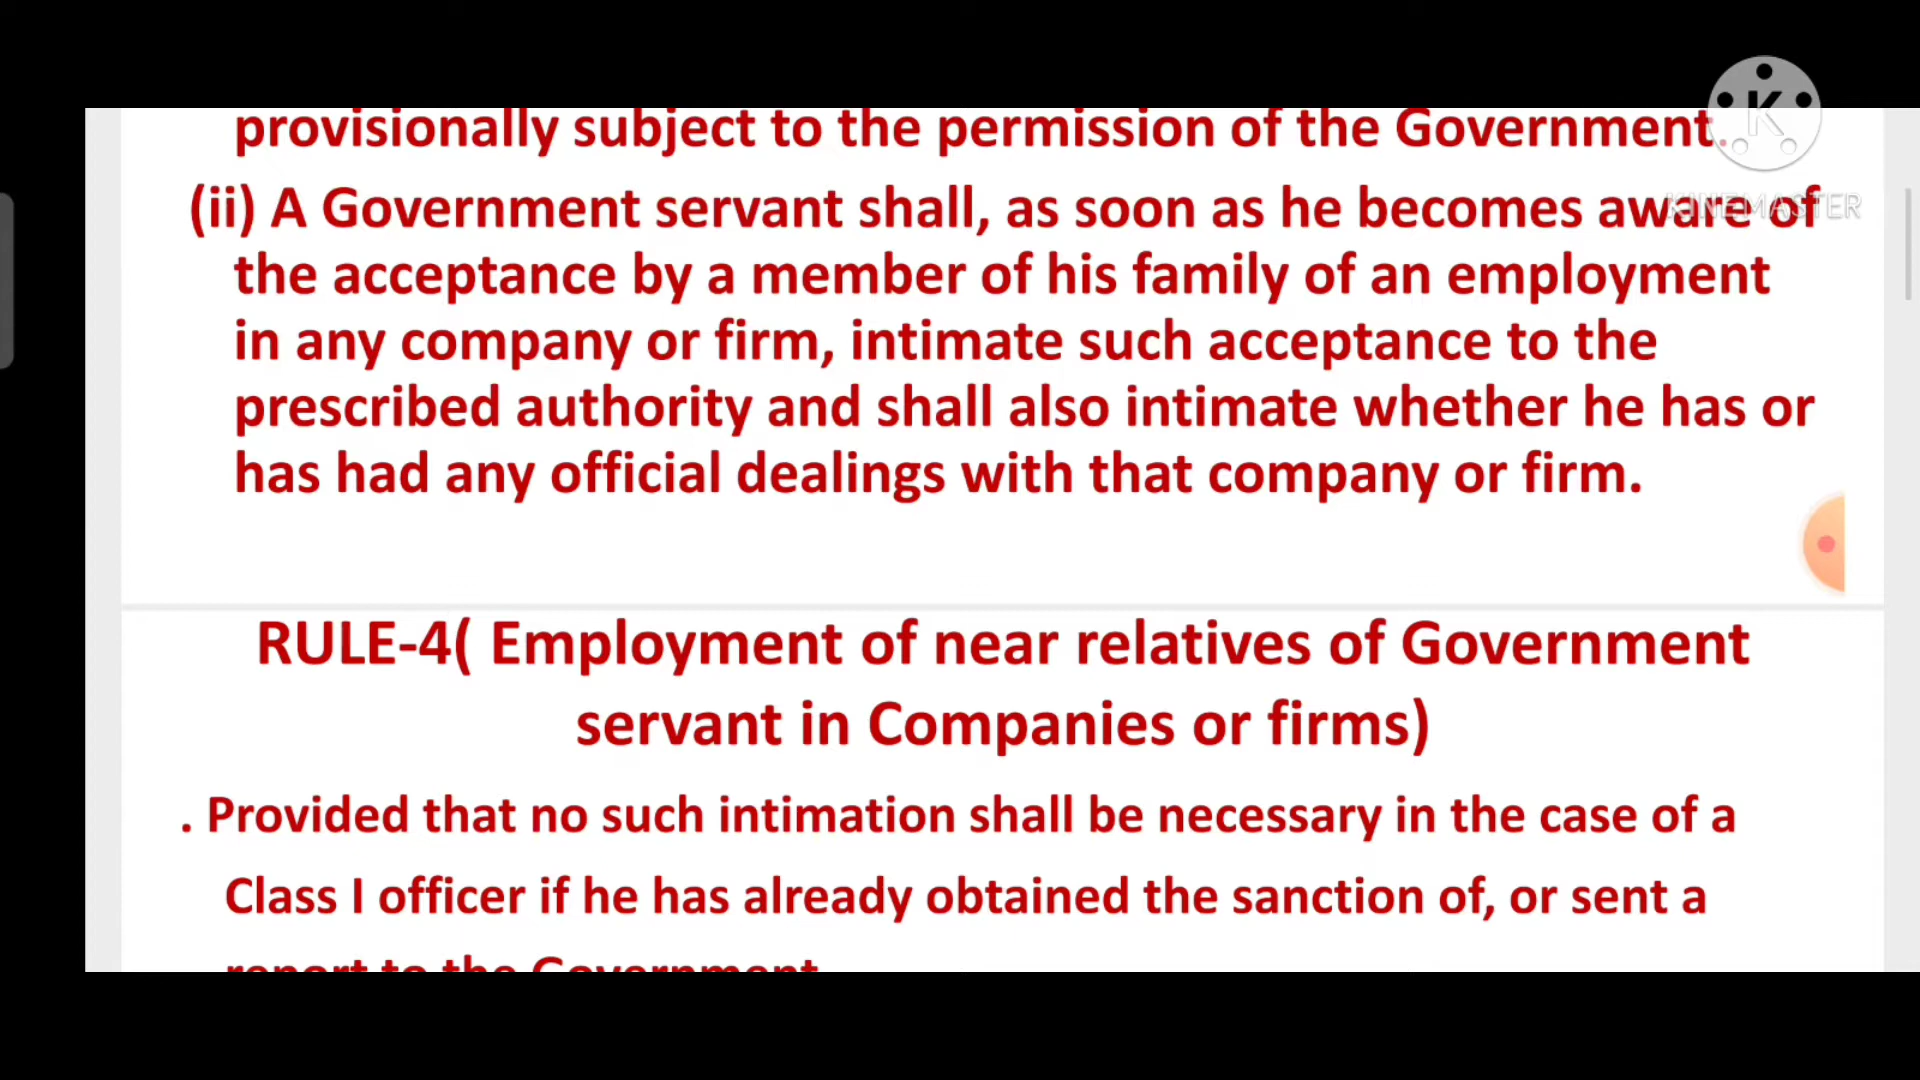 provisionally subject to the permission of the Government.
(ii) A Government servant shall, as soon as he becomes aware of
the acceptance by a member of his family of an employment
in any company or firm, intimate such acceptance to the
prescribed authority and shall also intimate whether he has or
has had any official dealings with that company or firm.
RULE-4( Employment of near relatives of Government
servant in Companies or firms)
. Provided that no such intimation shall be necessary in the case of a
Class I officer if he has already obtained the sanction of, or sent a
report to the Government
K
KINEMASTER